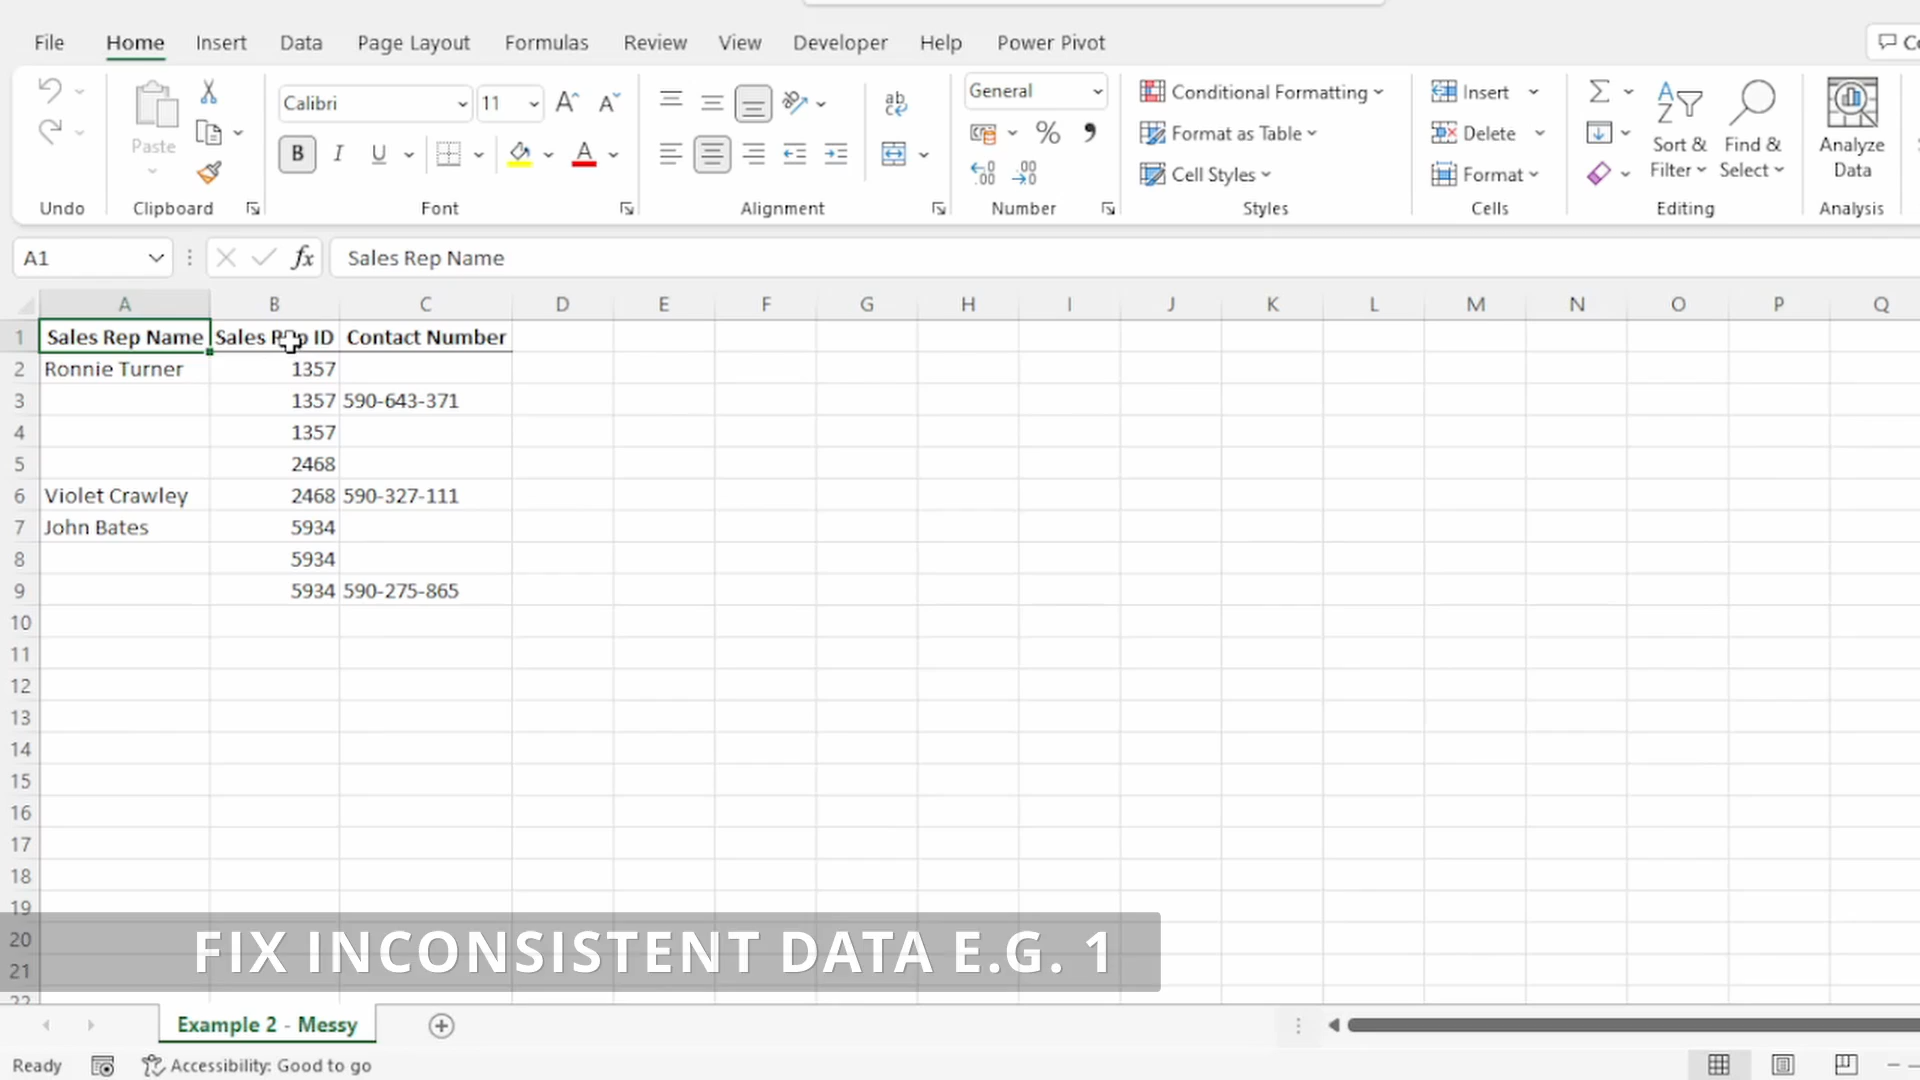 File Home Insert Data Page Layout Formulas Review View Developer Help Power Pivot
Calibri 11 General Conditional Formatting Insert
Paste B I U A % Format as Table Delete Sort & Find & Analyze
Cell Styles Format Filter Select Data
Undo Clipboard Font Alignment Number Styles Cells Editing Analysis
A1 fx Sales Rep Name
A B C D E F G H I J K L M N O P Q
1 Sales Rep Name Sales Rep ID Contact Number
2 Ronnie Turner 1357
3 1357 590-643-371
4 1357
5 2468
6 Violet Crawley 2468 590-327-111
7 John Bates 5934
8 5934
9 5934 590-275-865
10
11
12
13
14
15
16
17
18
19
20
21
22
FIX INCONSISTENT DATA E.G. 1
Example 2 - Messy
Ready Accessibility: Good to go